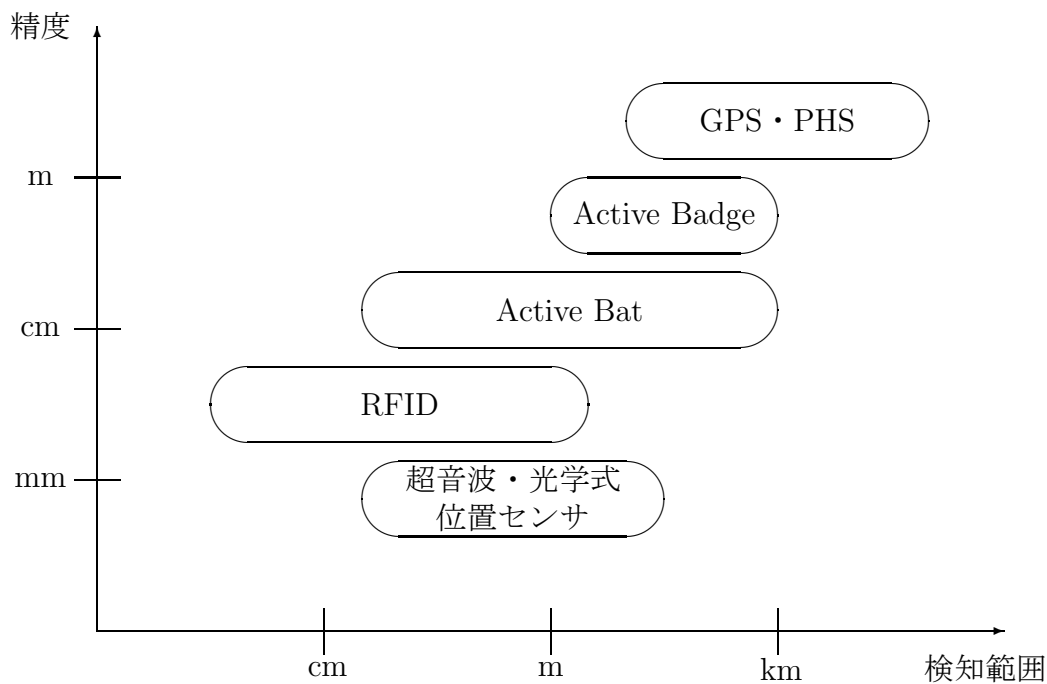 精度
GPS・PHS
m
Active Badge
Active Bat
cm
RFID
mm
超音波・光学式
位置センサ
cm
m
km
検知範囲